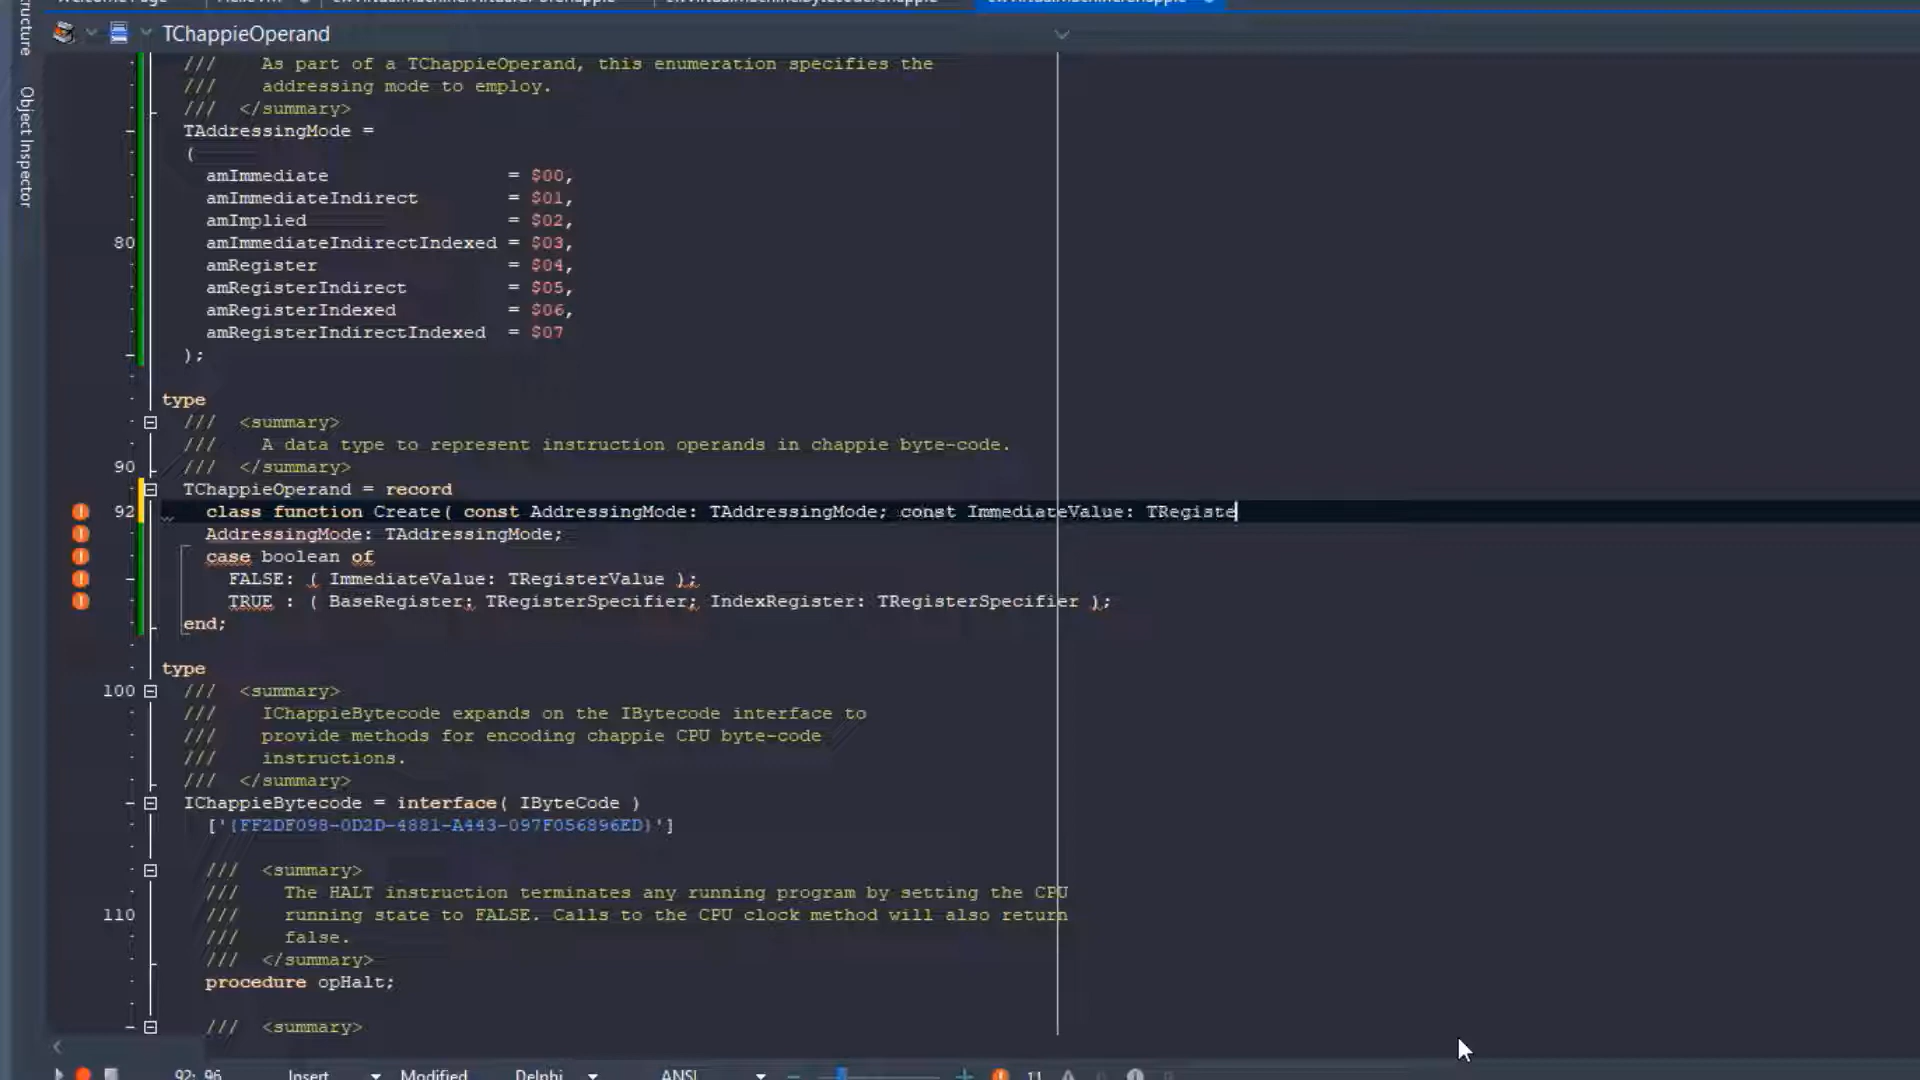 TChappieOperand
Object Inspector
/// As part of a TChappieOperand, this enumeration specifies the
/// addressing mode to employ.
/// </summary>
TAddressingMode =
(
amImmediate = $00,
amImmediateIndirect = $01,
amImplied = $02,
80 amImmediateIndirectIndexed = $03,
amRegister = $04,
amRegisterIndirect = $05,
amRegisterIndexed = $06,
amRegisterIndirectIndexed = $07
);
type
/// <summary>
/// A data type to represent instruction operands in chappie byte-code.
90 /// </summary>
TChappieOperand = record
92 class function Create( const AddressingMode: TAddressingMode; const ImmediateValue: TRegiste
AddressingMode: TAddressingMode;
case boolean of
FALSE: ( ImmediateValue: TRegisterValue );
TRUE : ( BaseRegister: TRegisterSpecifier; IndexRegister: TRegisterSpecifier );
end;
type
100 /// <summary>
/// IChappieBytecode expands on the IBytecode interface to
/// provide methods for encoding chappie CPU byte-code
/// instructions.
/// </summary>
IChappieBytecode = interface( IByteCode )
['{FF2DF098-0D2D-4881-A443-097F056896ED}']
/// <summary>
/// The HALT instruction terminates any running program by setting the CPU
110 /// running state to FALSE. Calls to the CPU clock method will also return
/// false.
/// </summary>
procedure opHalt;
/// <summary>
92: 96 Insert Modified Delphi ANSI 11